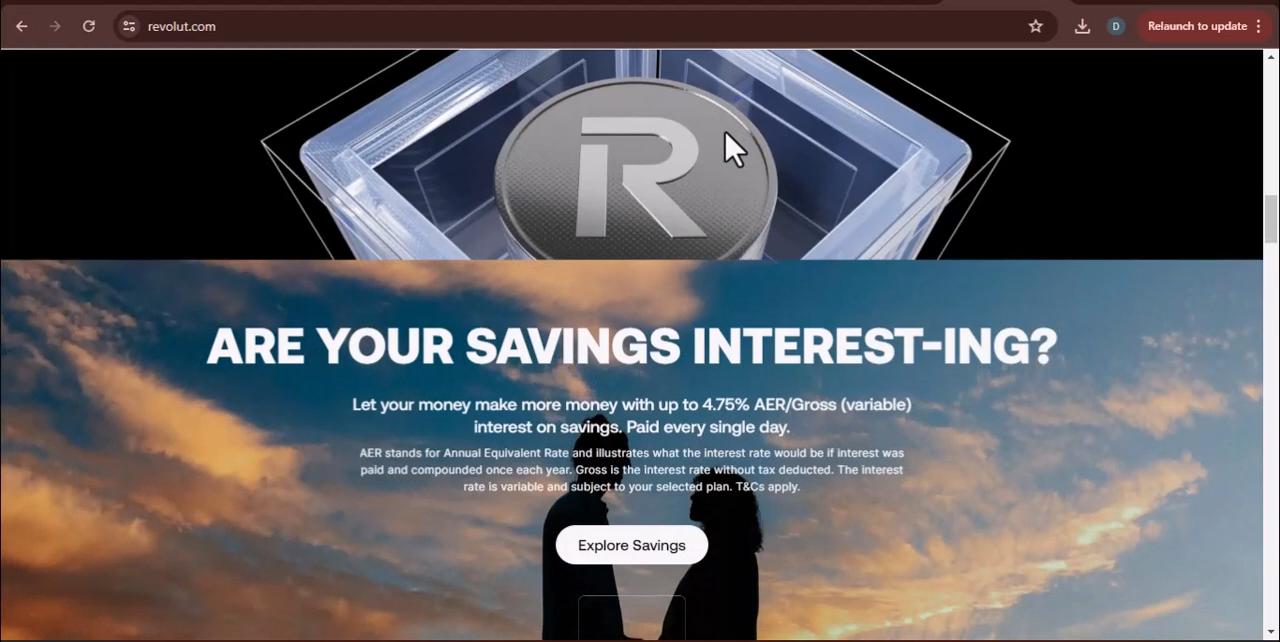 revolut.com
D
Relaunch to update
R
ARE YOUR SAVINGS INTEREST-ING?
Let your money make more money with up to 4.75% AER/Gross (variable)
interest on savings. Paid every single day.
AER stands for Annual Equivalent Rate and illustrates what the interest rate would be if interest was
paid and compounded once each year. Gross is the interest rate without tax deducted. The interest
rate is variable and subject to your selected plan. T&Cs apply.
Explore Savings